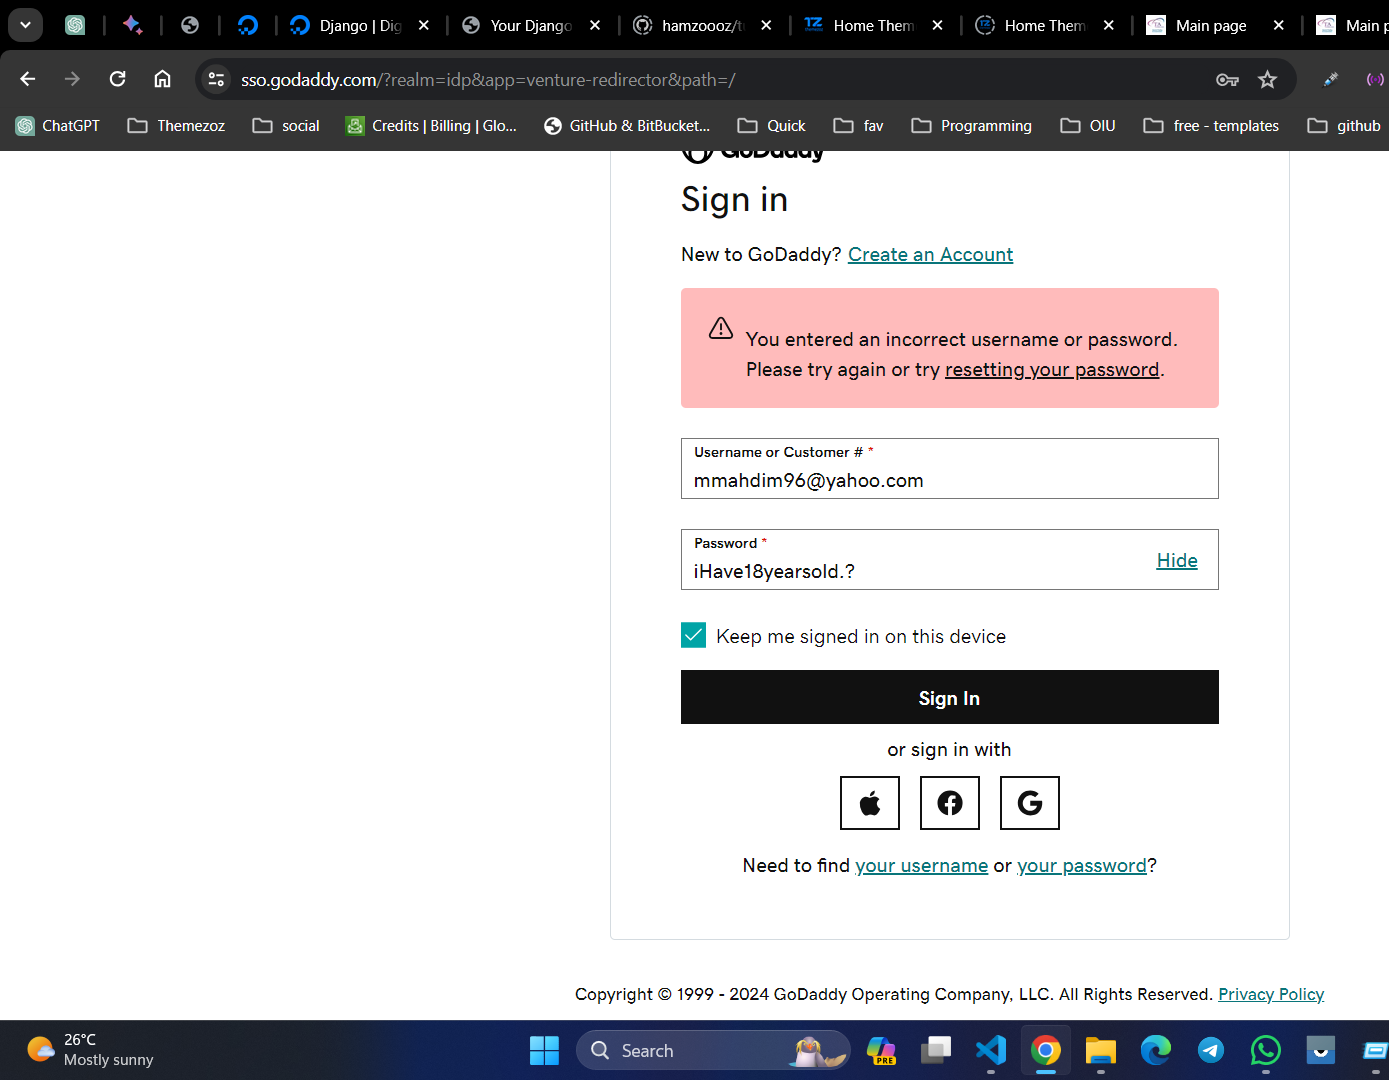 Django | Dig
Your Django
hamzoooz/tu
Home Them
Home Them
Main page
Main p
sso.godaddy.com/?realm=idp&app=venture-redirector&path=/
ChatGPT
Themezoz
social
Credits | Billing | Glo...
GitHub & BitBucket...
Quick
fav
Programming
OIU
free - templates
github
GoDaddy
Sign in
New to GoDaddy? Create an Account
You entered an incorrect username or password.
Please try again or try resetting your password.
Username or Customer # *
mmahdim96@yahoo.com
Password *
iHave18yearsold.?
Hide
Keep me signed in on this device
Sign In
or sign in with
Need to find your username or your password?
Copyright © 1999 - 2024 GoDaddy Operating Company, LLC. All Rights Reserved. Privacy Policy
26°C
Mostly sunny
Search
PRE